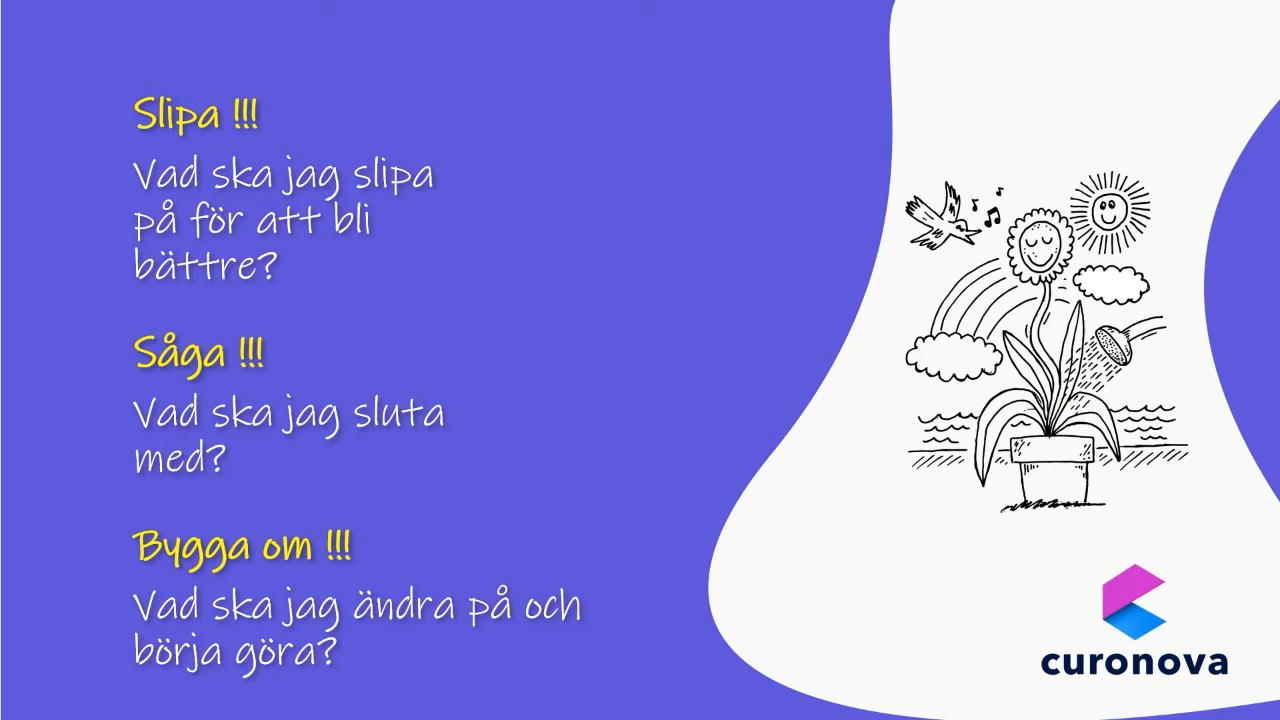 Slipa !!!
Vad ska jag slipa
på för att bli
bättre?
Såga !!!
Vad ska jag sluta
med?
Bygga om !!!
Vad ska jag ändra på och
börja göra?
curonova